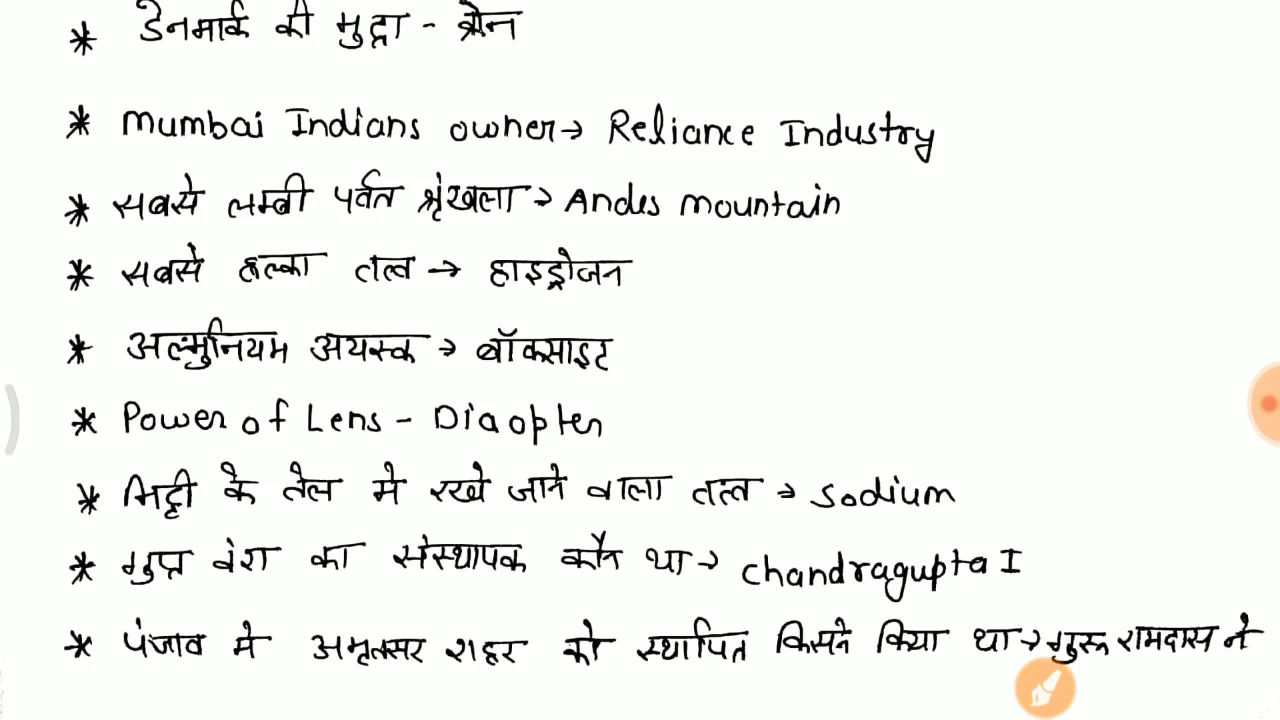 * डेनमार्क की मुद्रा - क्रोन
* Mumbai Indians owner → Reliance Industry
* सबसे लम्बी पर्वत श्रृंखला → Andes mountain
* सबसे हल्का तत्व → हाइड्रोजन
* अल्मुनियम अयस्क → बॉक्साइट
* Power of Lens - Diaopter
* मिट्टी के तेल मे रखे जाने वाला तत्व → Sodium
* गुप्त वंश का संस्थापक कौन था → Chandragupta I
* पंजाव मे अमृतसर शहर को स्थापित किसने किया था → गुरू रामदास ने